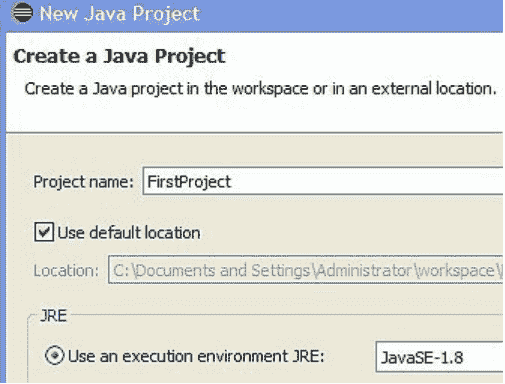 New Java Project
Create a Java Project
Create a Java project in the workspace or in an external location.
Project name: FirstProject
Use default location
Location: C:\Documents and Settings\Administrator\workspace\
JRE
Use an execution environment JRE: JavaSE-1.8